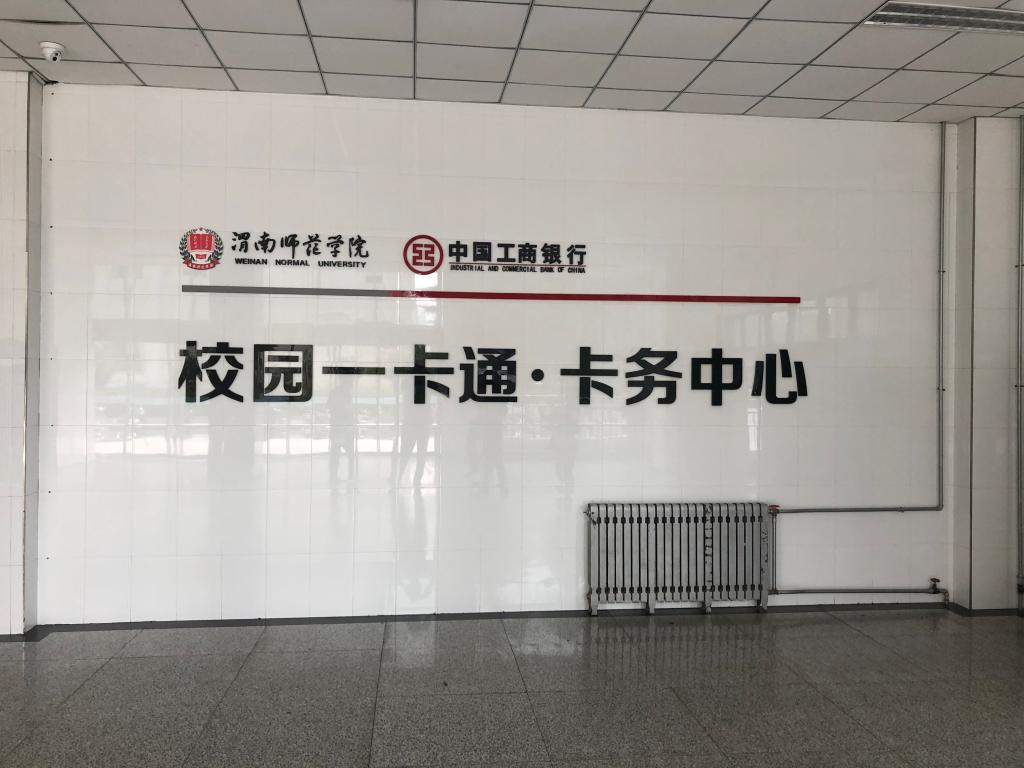 渭南师范学院 中国工商银行
WEINAN NORMAL UNIVERSITY INDUSTRIAL AND COMMERCIAL BANK OF CHINA
校园一卡通·卡务中心